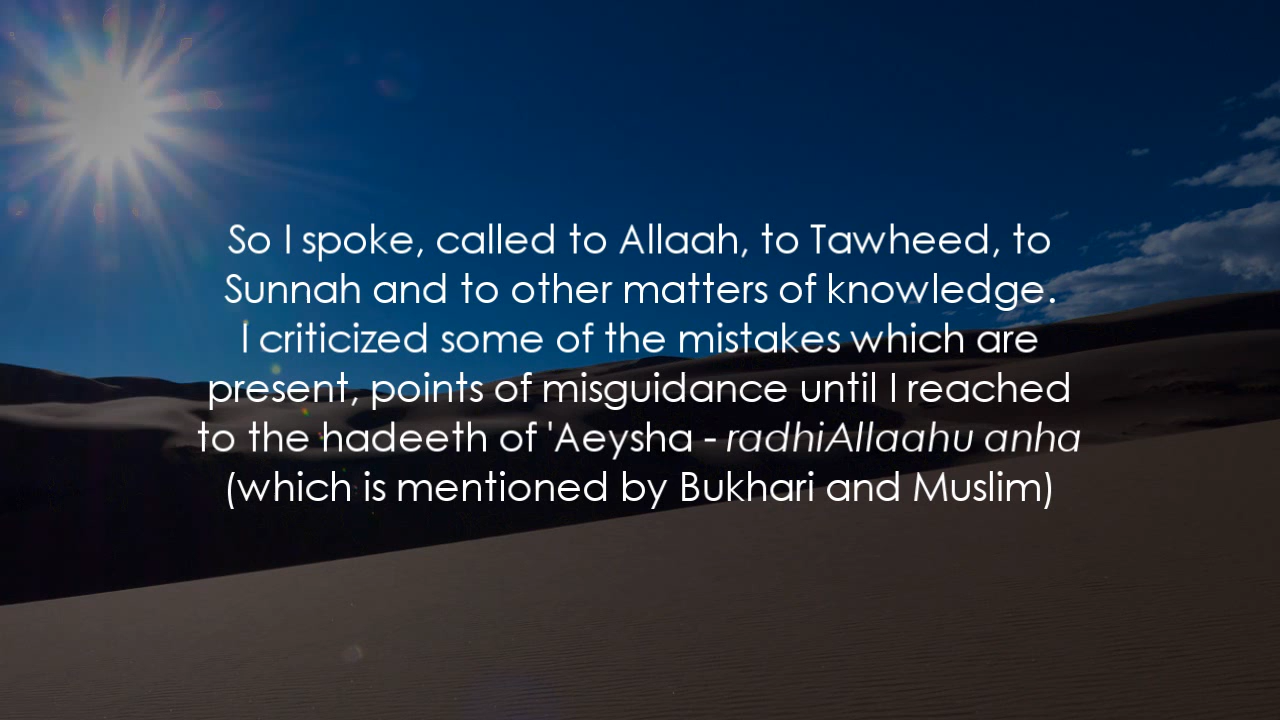 So I spoke, called to Allaah, to Tawheed, to
Sunnah and to other matters of knowledge.
I criticized some of the mistakes which are
present, points of misguidance until I reached
to the hadeeth of 'Aeysha - radhiAllaahu anha
(which is mentioned by Bukhari and Muslim)